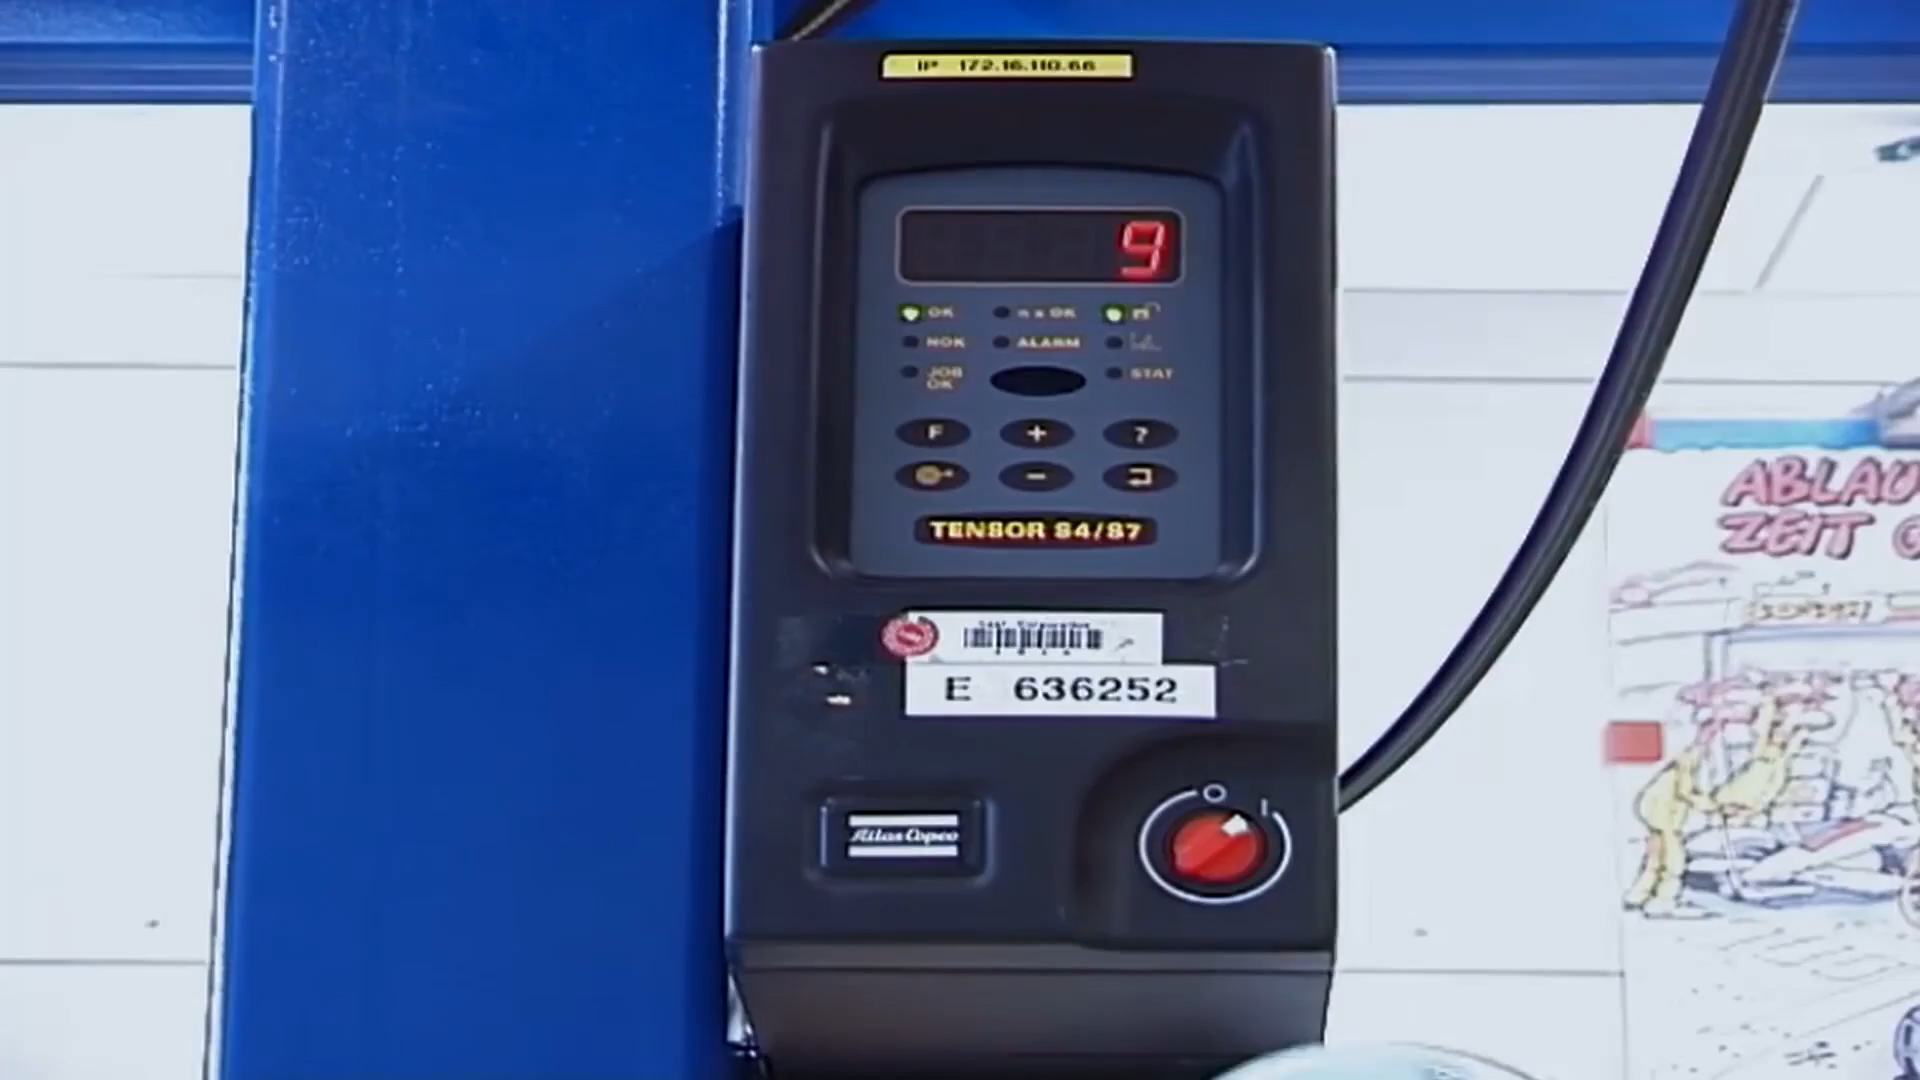 IP 172.16.110.66
9
OK
n x OK
NOK
ALARM
JOB OK
STAT
F
+
?
-
TENSOR S4/S7
E 636252
O
I
Atlas Copco
ABLAU
ZEIT G